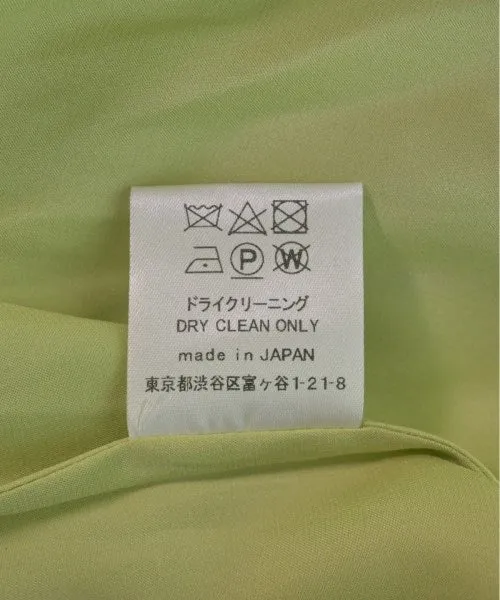 P W
ドライクリーニング
DRY CLEAN ONLY
made in JAPAN
東京都渋谷区富ヶ谷1-21-8